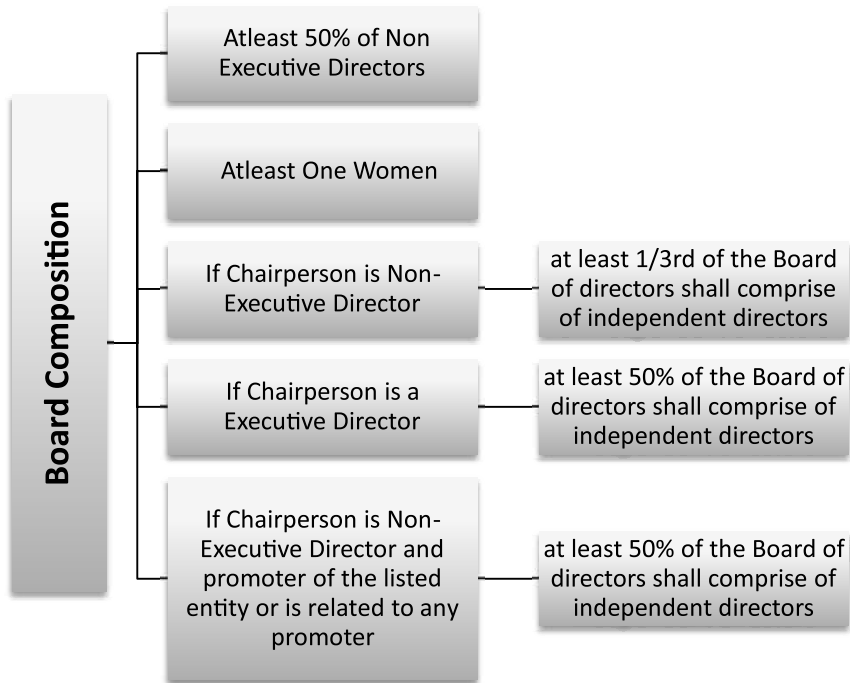 Board Composition
Atleast 50% of Non
Executive Directors
Atleast One Women
If Chairperson is Non-
Executive Director
at least 1/3rd of the Board
of directors shall comprise
of independent directors
If Chairperson is a
Executive Director
at least 50% of the Board of
directors shall comprise of
independent directors
If Chairperson is Non-
Executive Director and
promoter of the listed
entity or is related to any
promoter
at least 50% of the Board of
directors shall comprise of
independent directors